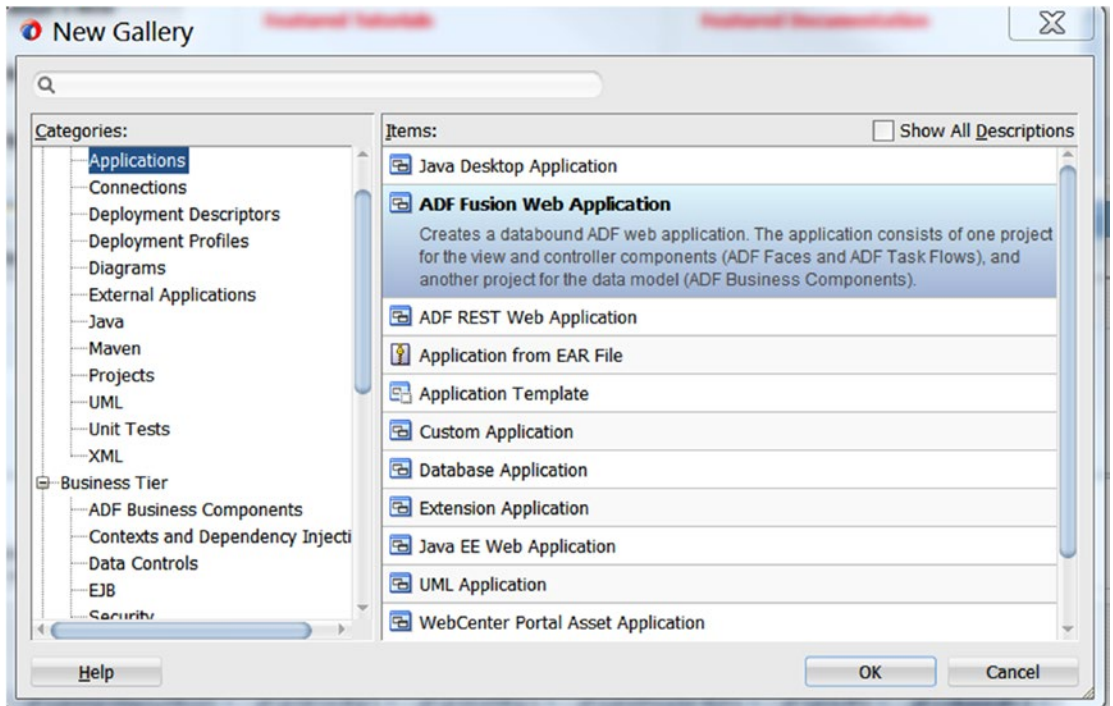 Featured Tutorials
Featured Documentation
New Gallery
Categories:
Applications
Connections
Deployment Descriptors
Deployment Profiles
Diagrams
External Applications
Java
Maven
Projects
UML
Unit Tests
XML
Business Tier
ADF Business Components
Contexts and Dependency Injecti
Data Controls
EJB
Security
Items:
Show All Descriptions
Java Desktop Application
ADF Fusion Web Application
Creates a databound ADF web application. The application consists of one project
for the view and controller components (ADF Faces and ADF Task Flows), and
another project for the data model (ADF Business Components).
ADF REST Web Application
Application from EAR File
Application Template
Custom Application
Database Application
Extension Application
Java EE Web Application
UML Application
WebCenter Portal Asset Application
Help
OK
Cancel